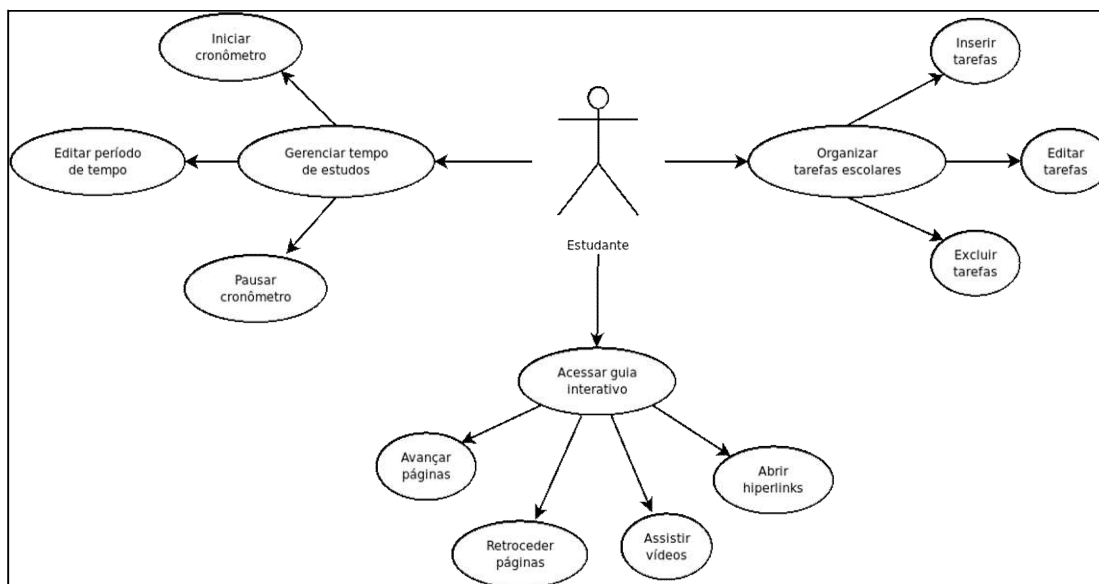 Iniciar
cronômetro
Editar período
de tempo
Gerenciar tempo
de estudos
Pausar
cronômetro
Estudante
Organizar
tarefas escolares
Inserir
tarefas
Editar
tarefas
Excluir
tarefas
Acessar guia
interativo
Avançar
páginas
Retroceder
páginas
Assistir
vídeos
Abrir
hiperlinks